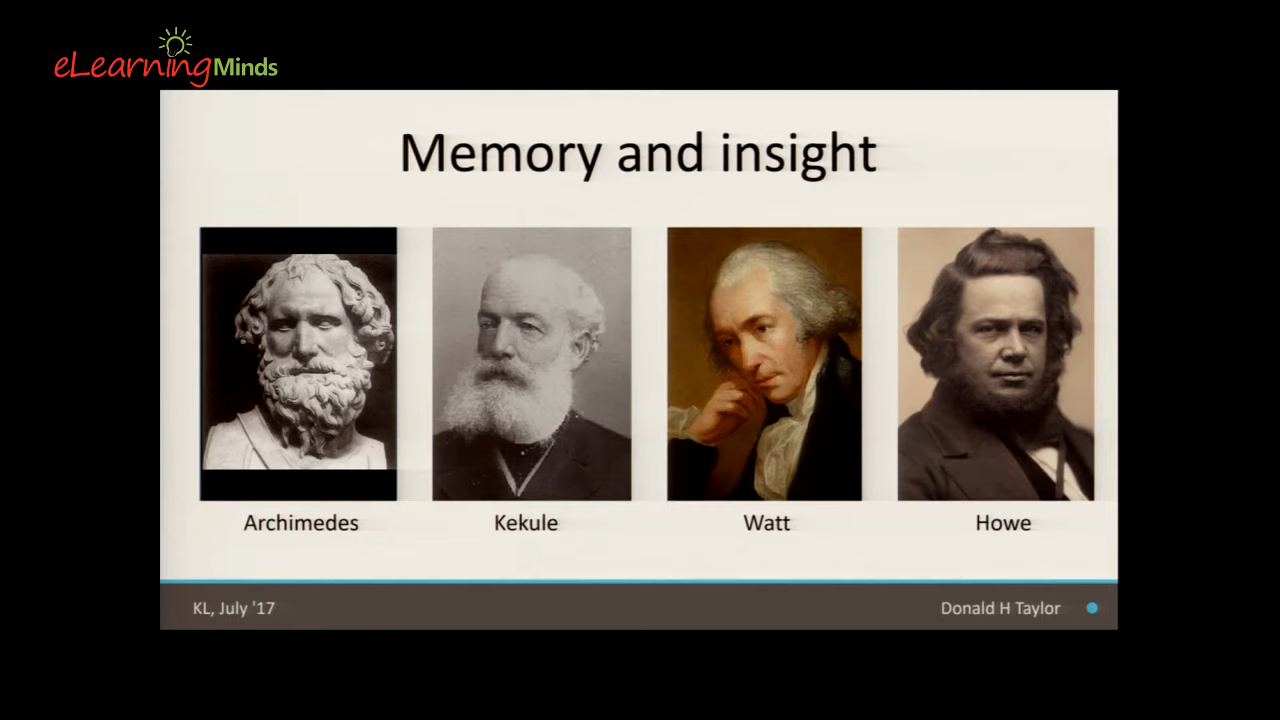 eLearningMinds
Memory and insight
Archimedes
Kekule
Watt
Howe
KL, July '17
Donald H Taylor